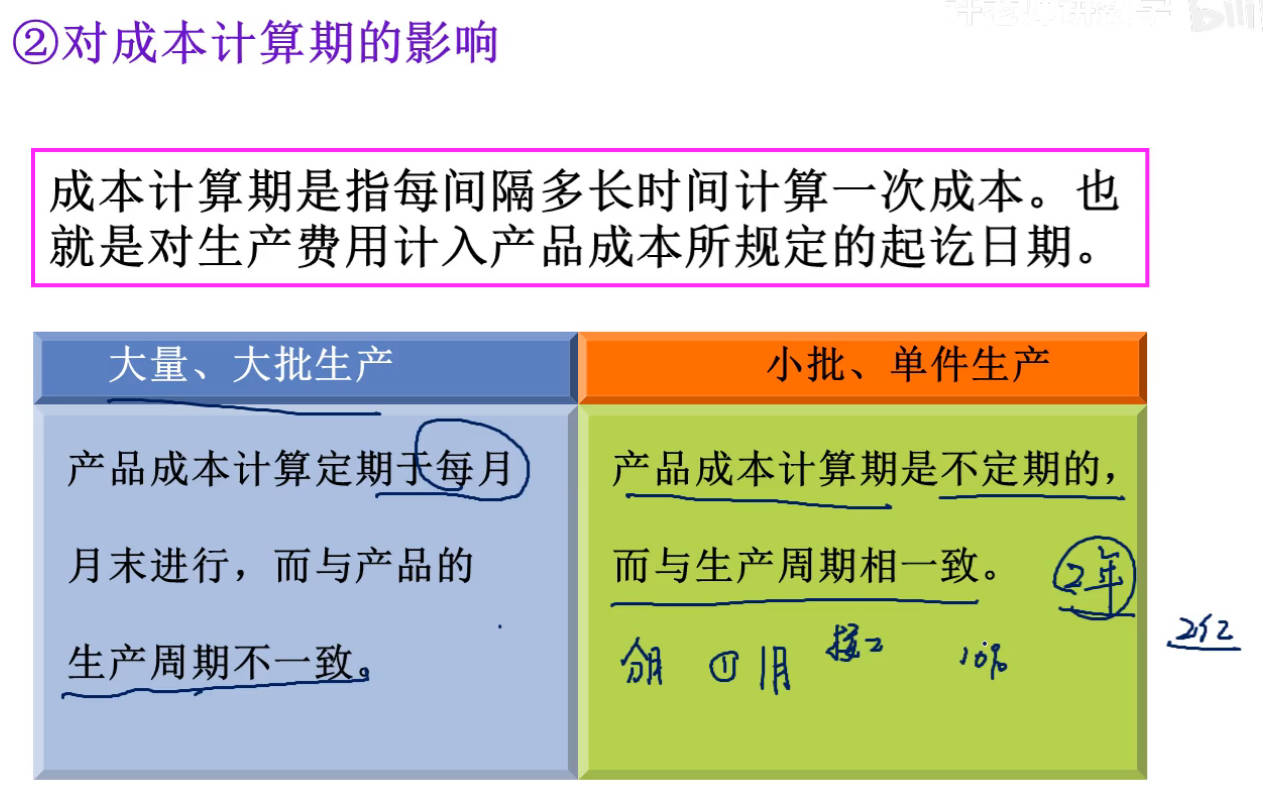 ②对成本计算期的影响
成本计算期是指每间隔多长时间计算一次成本。也
就是对生产费用计入产品成本所规定的起讫日期。
大量、大批生产
产品成本计算定期于每月
月末进行，而与产品的
生产周期不一致。
小批、单件生产
产品成本计算期是不定期的，
而与生产周期相一致。
2年
① 1月
10%
2亿